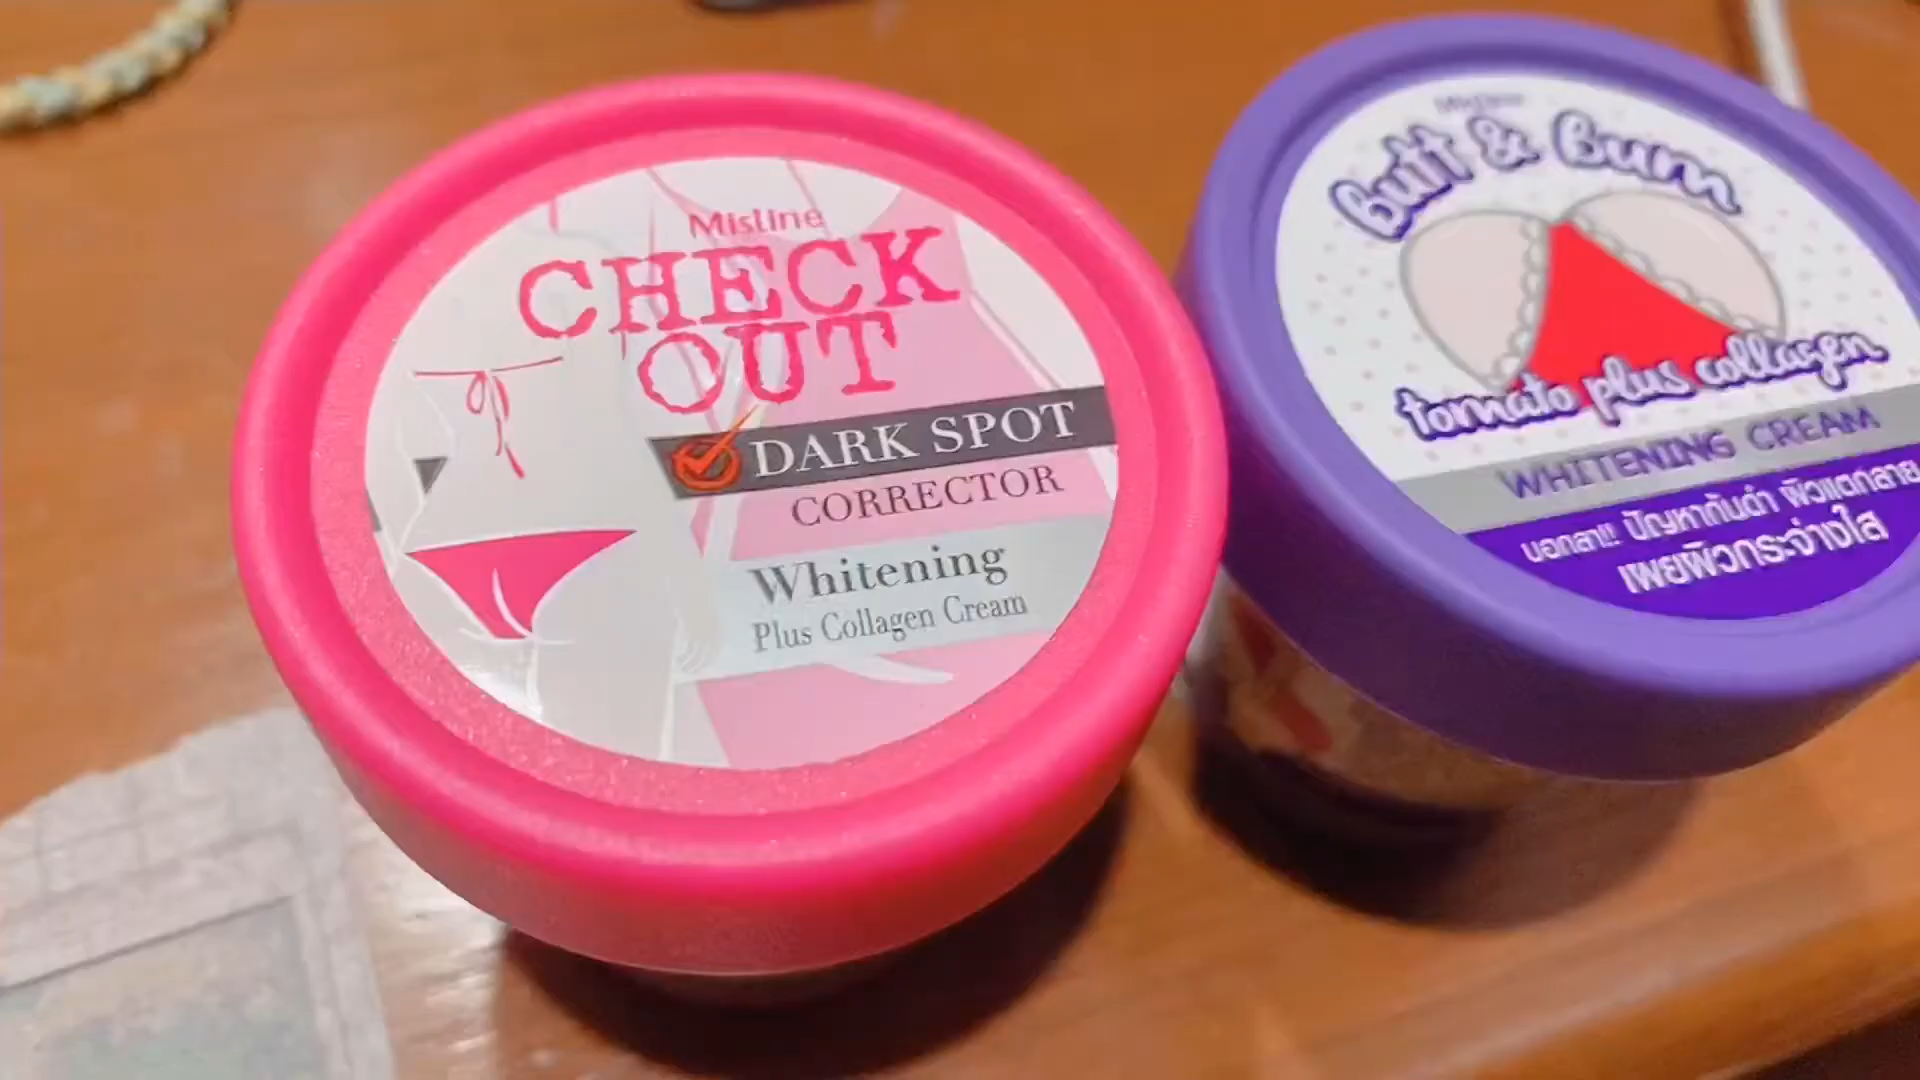 Mistine
CHECK
OUT
DARK SPOT
CORRECTOR
Whitening
Plus Collagen Cream
Mistine
Butt & Bum
tomato plus collagen
WHITENING CREAM
บอกลา!! ปัญหาก้นดำ ผิวแตกลาย
เผยผิวกระจ่างใส